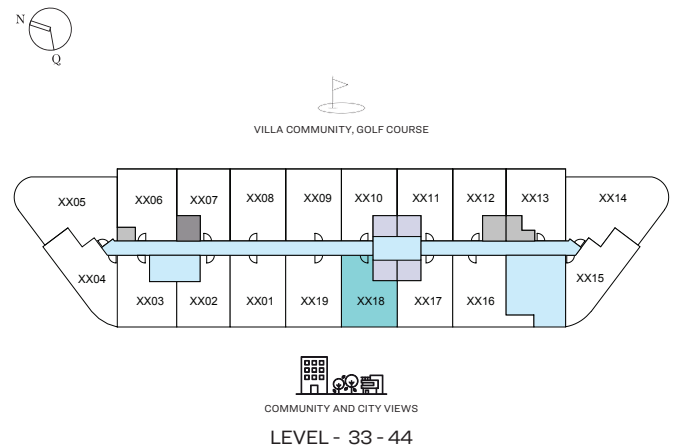 N
Q
VILLA COMMUNITY, GOLF COURSE
XX05 XX06 XX07 XX08 XX09 XX10 XX11 XX12 XX13 XX14
XX04 XX03 XX02 XX01 XX19 XX18 XX17 XX16 XX15
COMMUNITY AND CITY VIEWS
LEVEL - 33 - 44